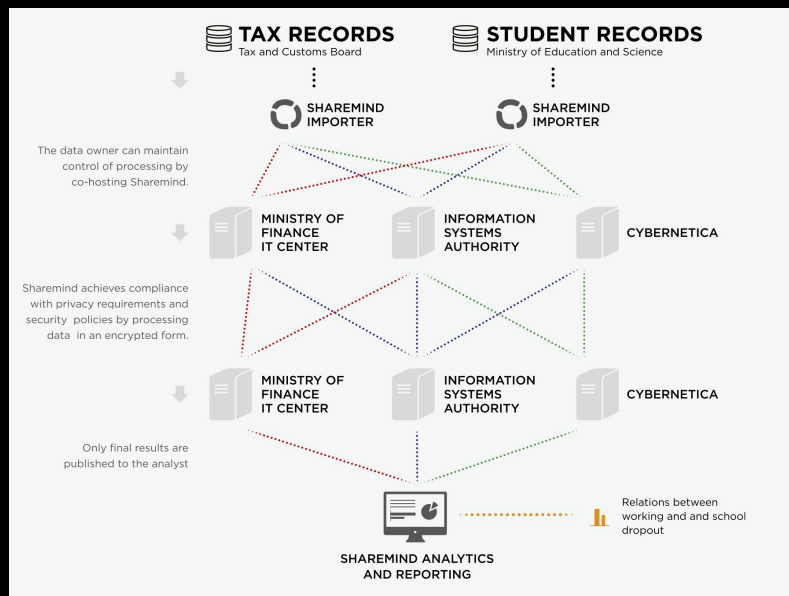 TAX RECORDS
Tax and Customs Board
STUDENT RECORDS
Ministry of Education and Science
SHAREMIND
IMPORTER
SHAREMIND
IMPORTER
The data owner can maintain
control of processing by
co-hosting Sharemind.
MINISTRY OF
FINANCE
IT CENTER
INFORMATION
SYSTEMS
AUTHORITY
CYBERNETICA
Sharemind achieves compliance
with privacy requirements and
security policies by processing
data in an encrypted form.
MINISTRY OF
FINANCE
IT CENTER
INFORMATION
SYSTEMS
AUTHORITY
CYBERNETICA
Only final results are
published to the analyst
Relations between
working and and school
dropout
SHAREMIND ANALYTICS
AND REPORTING